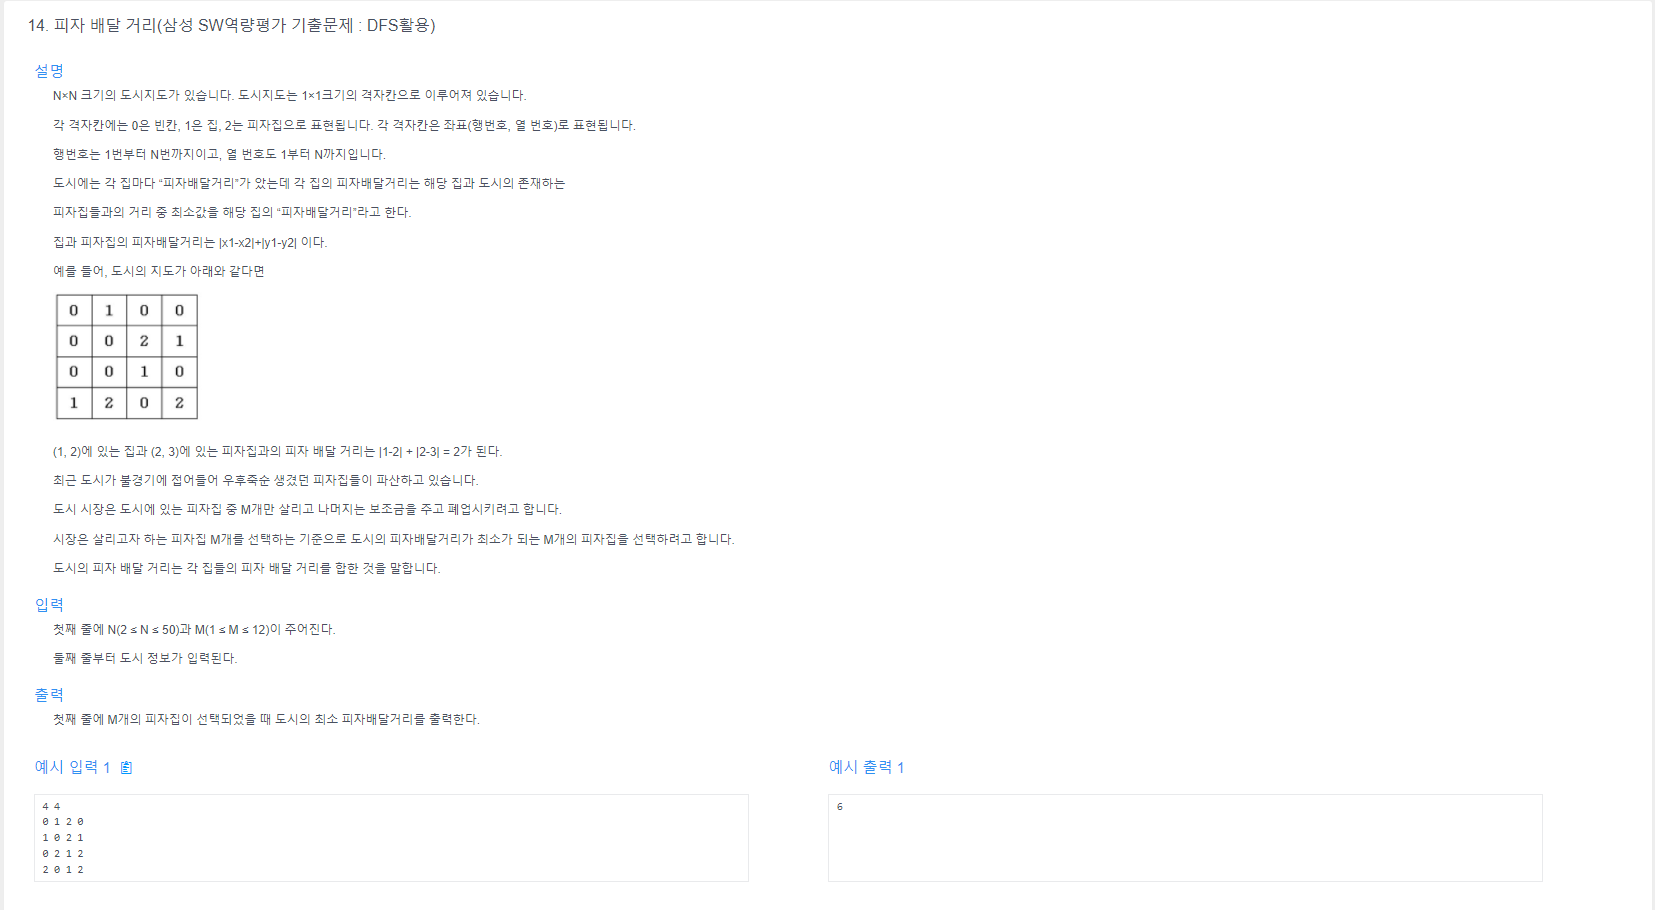 14. 피자 배달 거리(삼성 SW역량평가 기출문제 : DFS활용)
설명
N×N 크기의 도시지도가 있습니다. 도시지도는 1×1크기의 격자칸으로 이루어져 있습니다.
각 격자칸에는 0은 빈칸, 1은 집, 2는 피자집으로 표현됩니다. 각 격자칸은 좌표(행번호, 열 번호)로 표현됩니다.
행번호는 1번부터 N번까지이고, 열 번호도 1부터 N까지입니다.
도시에는 각 집마다 “피자배달거리”가 았는데 각 집의 피자배달거리는 해당 집과 도시의 존재하는
피자집들과의 거리 중 최소값을 해당 집의 “피자배달거리”라고 한다.
집과 피자집의 피자배달거리는 |x1-x2|+|y1-y2| 이다.
예를 들어, 도시의 지도가 아래와 같다면
0 1 0 0
0 0 2 1
0 0 1 0
1 2 0 2
(1, 2)에 있는 집과 (2, 3)에 있는 피자집과의 피자 배달 거리는 |1-2| + |2-3| = 2가 된다.
최근 도시가 불경기에 접어들어 우후죽순 생겼던 피자집들이 파산하고 있습니다.
도시 시장은 도시에 있는 피자집 중 M개만 살리고 나머지는 보조금을 주고 폐업시키려고 합니다.
시장은 살리고자 하는 피자집 M개를 선택하는 기준으로 도시의 피자배달거리가 최소가 되는 M개의 피자집을 선택하려고 합니다.
도시의 피자 배달 거리는 각 집들의 피자 배달 거리를 합한 것을 말합니다.
입력
첫째 줄에 N(2 ≤ N ≤ 50)과 M(1 ≤ M ≤ 12)이 주어진다.
둘째 줄부터 도시 정보가 입력된다.
출력
첫째 줄에 M개의 피자집이 선택되었을 때 도시의 최소 피자배달거리를 출력한다.
예시 입력 1
4 4
0 1 2 0
1 0 2 1
0 2 1 2
2 0 1 2
예시 출력 1
6